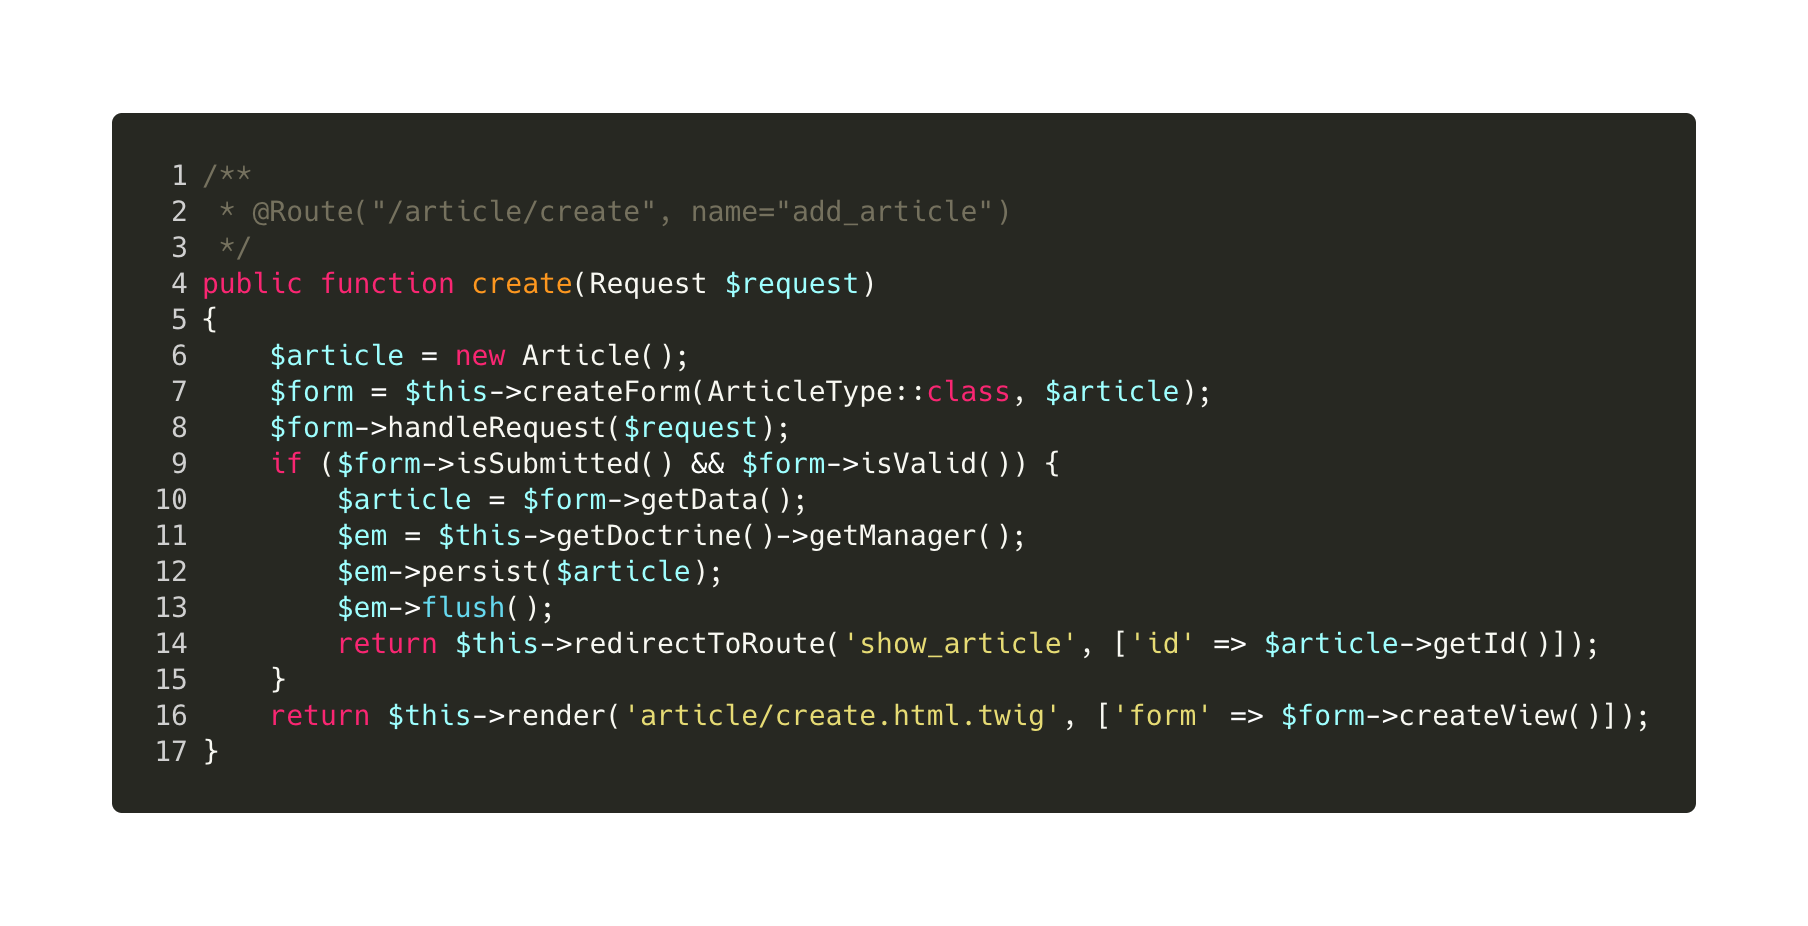 1 /**
2  * @Route("/article/create", name="add_article")
3  */
4 public function create(Request $request)
5 {
6     $article = new Article();
7     $form = $this->createForm(ArticleType::class, $article);
8     $form->handleRequest($request);
9     if ($form->isSubmitted() && $form->isValid()) {
10         $article = $form->getData();
11         $em = $this->getDoctrine()->getManager();
12         $em->persist($article);
13         $em->flush();
14         return $this->redirectToRoute('show_article', ['id' => $article->getId()]);
15     }
16     return $this->render('article/create.html.twig', ['form' => $form->createView()]);
17 }